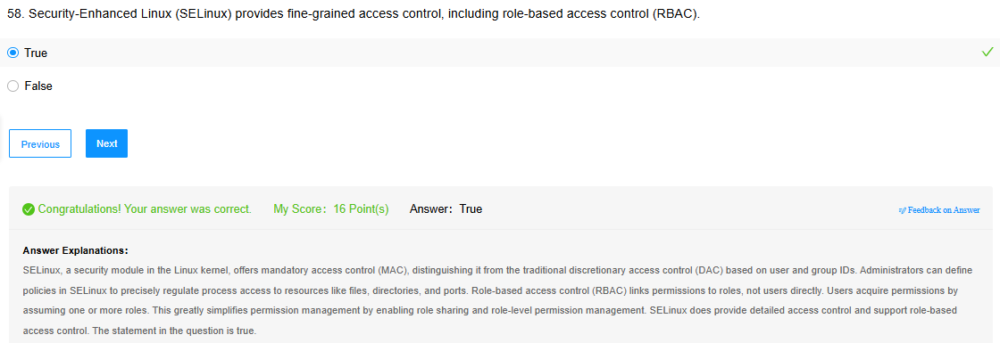 58. Security-Enhanced Linux (SELinux) provides fine-grained access control, including role-based access control (RBAC).
True
False
Previous Next
Congratulations! Your answer was correct. My Score: 16 Point(s) Answer: True Feedback on Answer
Answer Explanations:
SELinux, a security module in the Linux kernel, offers mandatory access control (MAC), distinguishing it from the traditional discretionary access control (DAC) based on user and group IDs. Administrators can define
policies in SELinux to precisely regulate process access to resources like files, directories, and ports. Role-based access control (RBAC) links permissions to roles, not users directly. Users acquire permissions by
assuming one or more roles. This greatly simplifies permission management by enabling role sharing and role-level permission management. SELinux does provide detailed access control and support role-based
access control. The statement in the question is true.